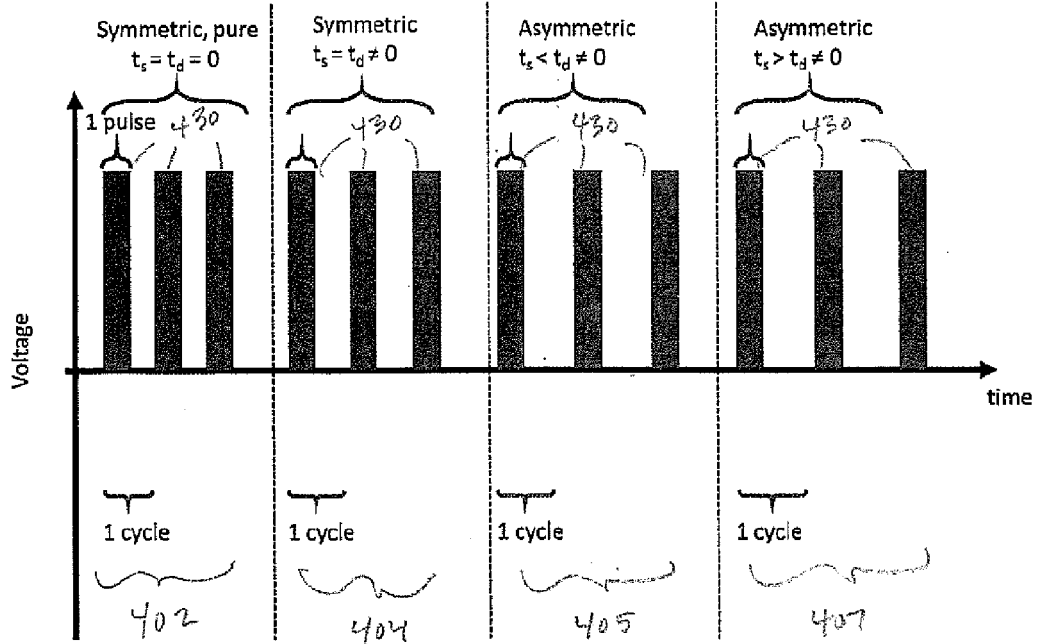 Symmetric, pure
tₛ = t_d = 0
Symmetric
tₛ = t_d ≠ 0
Asymmetric
tₛ < t_d ≠ 0
Asymmetric
tₛ > t_d ≠ 0
1 pulse
430
430
430
430
Voltage
time
1 cycle
1 cycle
1 cycle
1 cycle
402
404
405
407